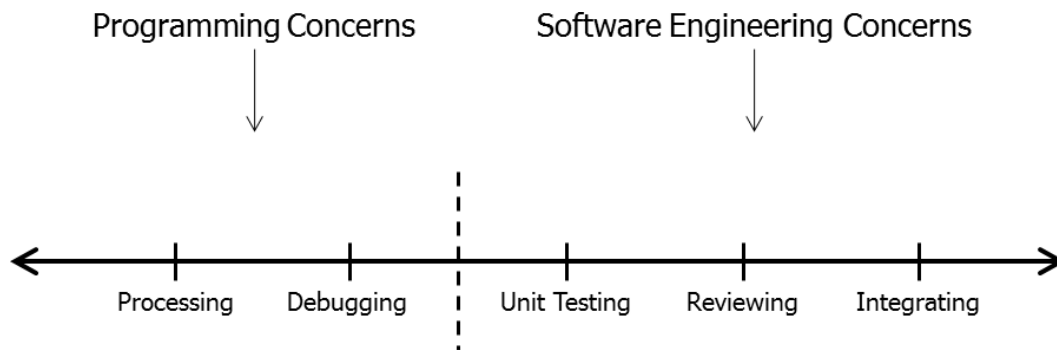 Programming Concerns
Software Engineering Concerns
Processing
Debugging
Unit Testing
Reviewing
Integrating